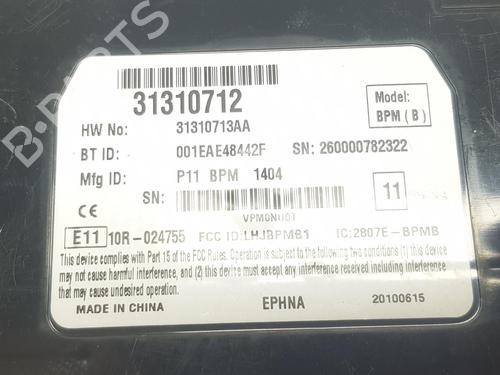 31310712
Model:
BPM ( B )
HW No: 31310713AA
BT ID: 001EAE48442F SN: 260000782322
Mfg ID: P11 BPM 1404
SN:
11
VPM0NU0T
CE
E11 10R-024755 FCC ID:LHJBPMB1 IC:2807E-BPMB
This device complies with Part 15 of the FCC Rules. Operation is subject to the following two conditions (1) this device
may not cause harmful interference, and (2) this device must accept any interference received including interference
that may cause undesired operation.
MADE IN CHINA EPHNA 20100615
B-PARTS